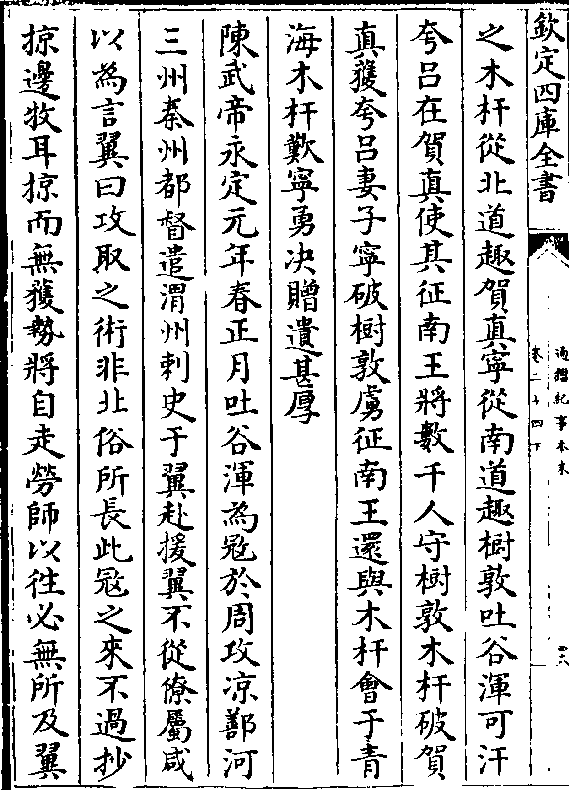 欽定四庫全書
通鑑紀事本末
卷二十四下
之木杆從北道趣賀真寧從南道趣樹敦吐谷渾可汗
夸吕在賀真使其征南王將數千人守樹敦木杆破賀
真獲夸吕妻子寧破樹敦虜征南王還與木杆會于青
海木杆歎寧勇决贈遺甚厚
陳武帝永定元年春正月吐谷渾為㓂於周攻凉鄯河
三州秦州都督遣渭州刺史于翼赴援翼不從僚屬咸
以為言翼曰攻取之術非北俗所長此㓂之來不過抄
掠邊牧耳掠而無獲勢將自走勞師以往必無所及翼